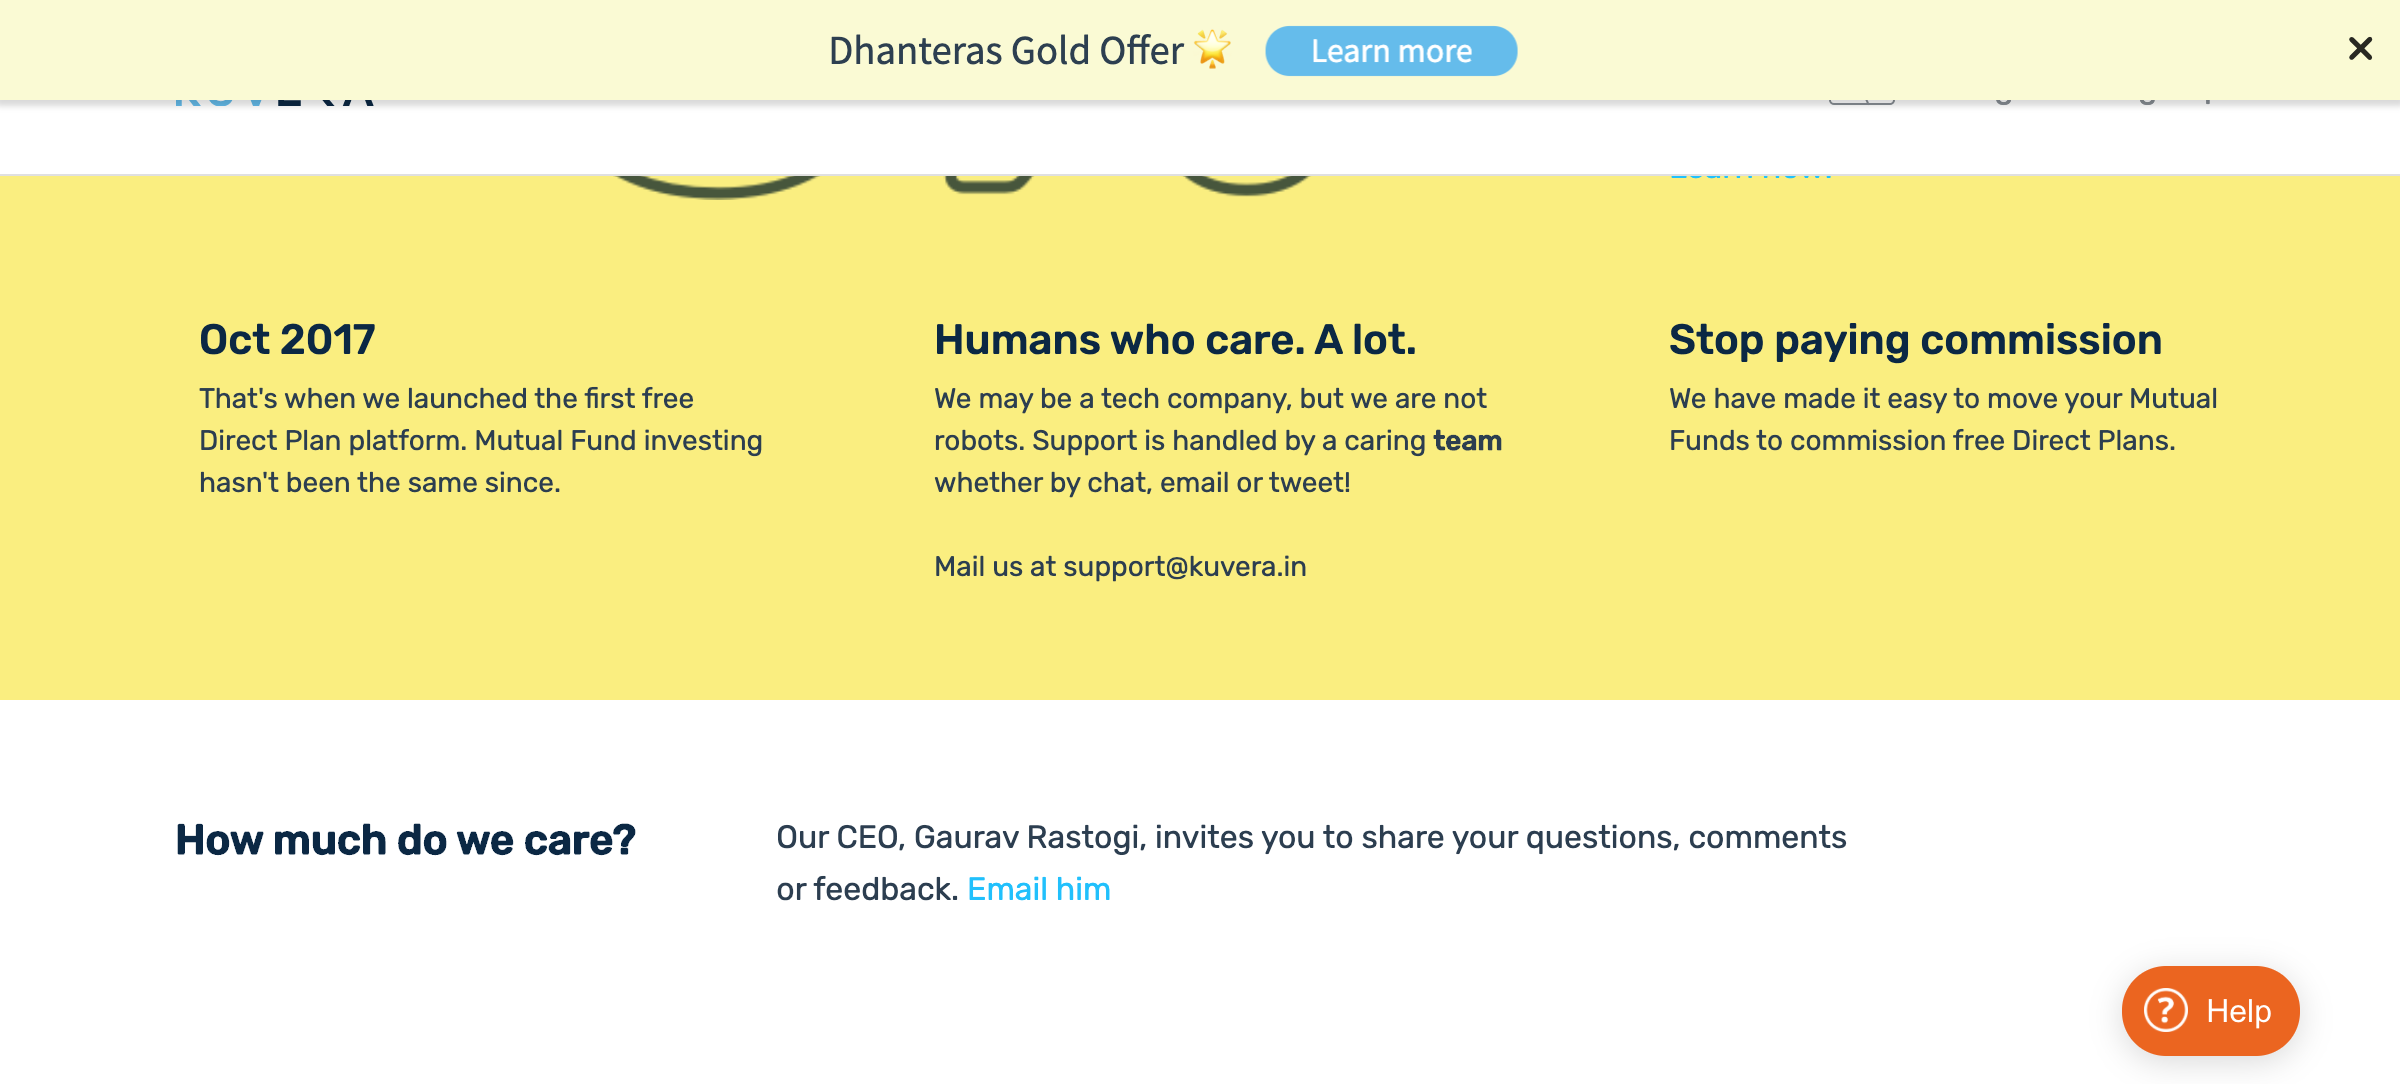 Dhanteras Gold Offer 🌟 Learn more
Oct 2017
That's when we launched the first free
Direct Plan platform. Mutual Fund investing
hasn't been the same since.
Humans who care. A lot.
We may be a tech company, but we are not
robots. Support is handled by a caring team
whether by chat, email or tweet!
Mail us at support@kuvera.in
Stop paying commission
We have made it easy to move your Mutual
Funds to commission free Direct Plans.
How much do we care?
Our CEO, Gaurav Rastogi, invites you to share your questions, comments
or feedback. Email him
Help